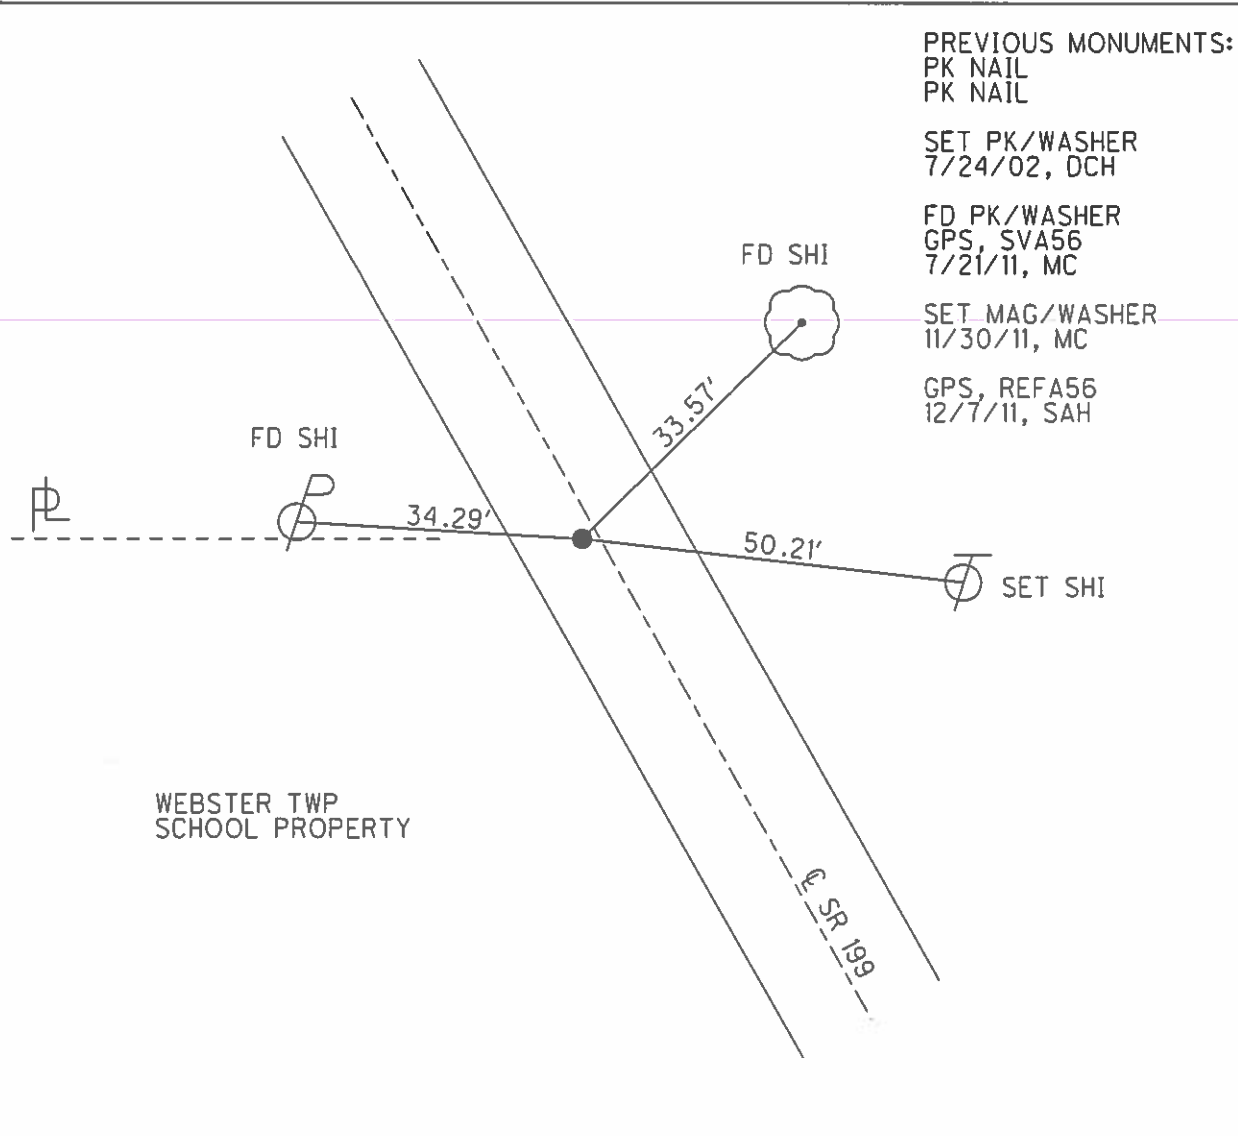 PREVIOUS MONUMENTS:
PK NAIL
PK NAIL
SET PK/WASHER
7/24/02, DCH
FD PK/WASHER
GPS, SVA56
7/21/11, MC
SET MAG/WASHER
11/30/11, MC
GPS, REFA56
12/7/11, SAH
FD SHI
33.57'
FD SHI
PL
34.29'
50.21'
SET SHI
WEBSTER TWP
SCHOOL PROPERTY
℄ SR 199